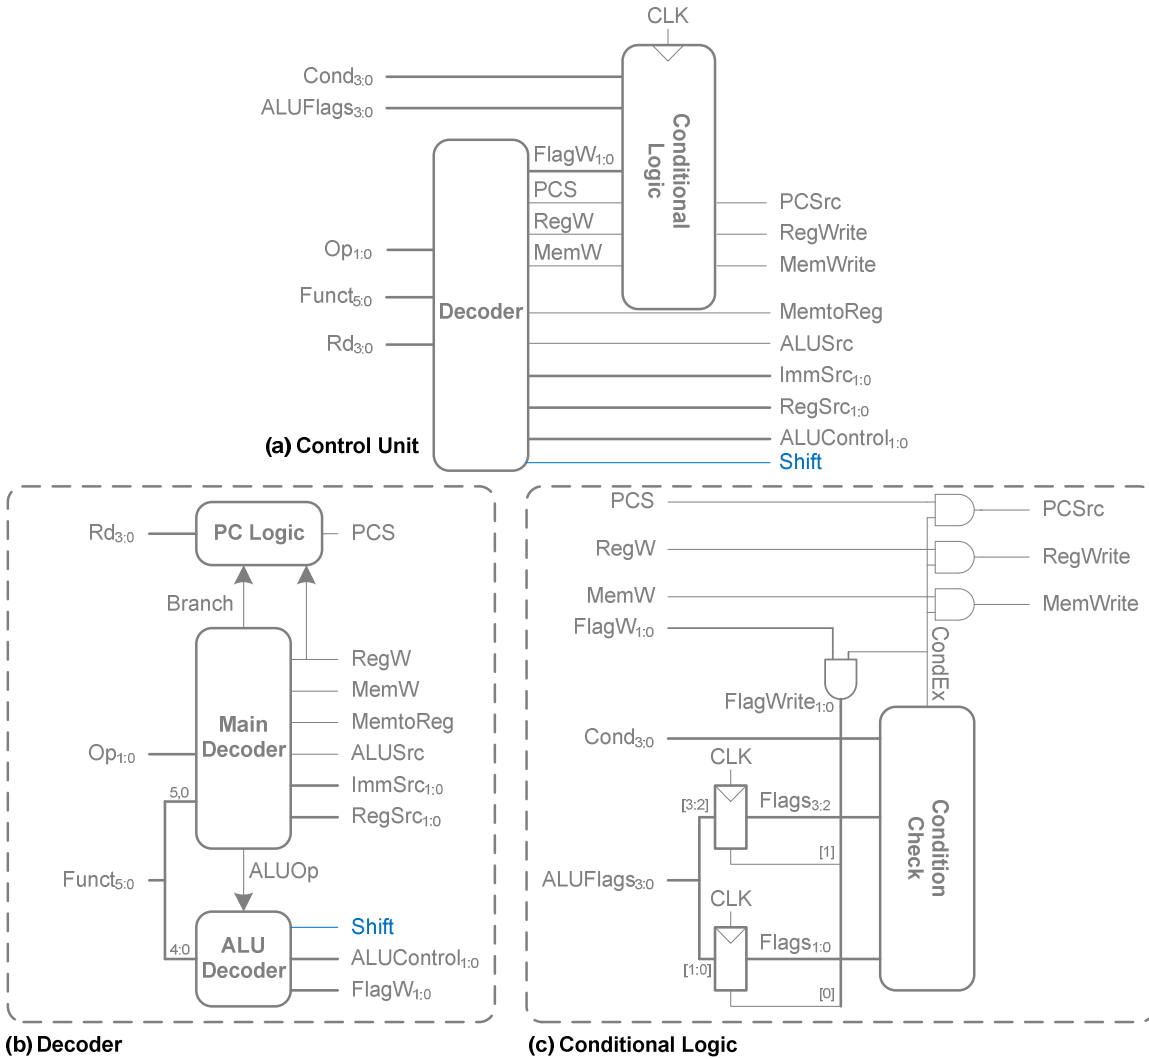 CLK
Cond3:0
ALUFlags3:0
Conditional
Logic
FlagW1:0
PCS
PCSrc
RegW
RegWrite
Op1:0
MemW
MemWrite
Funct5:0
Decoder
MemtoReg
Rd3:0
ALUSrc
ImmSrc1:0
RegSrc1:0
(a) Control Unit
ALUControl1:0
Shift
Rd3:0
PC Logic
PCS
Branch
RegW
MemW
Main
Decoder
MemtoReg
Op1:0
ALUSrc
5,0
ImmSrc1:0
RegSrc1:0
Funct5:0
ALUOp
Shift
4:0
ALU
Decoder
ALUControl1:0
FlagW1:0
(b) Decoder
PCS
PCSrc
RegW
RegWrite
MemW
MemWrite
FlagW1:0
CondEx
FlagWrite1:0
Cond3:0
CLK
[3:2]
Flags3:2
Condition
Check
[1]
ALUFlags3:0
CLK
Flags1:0
[1:0]
[0]
(c) Conditional Logic